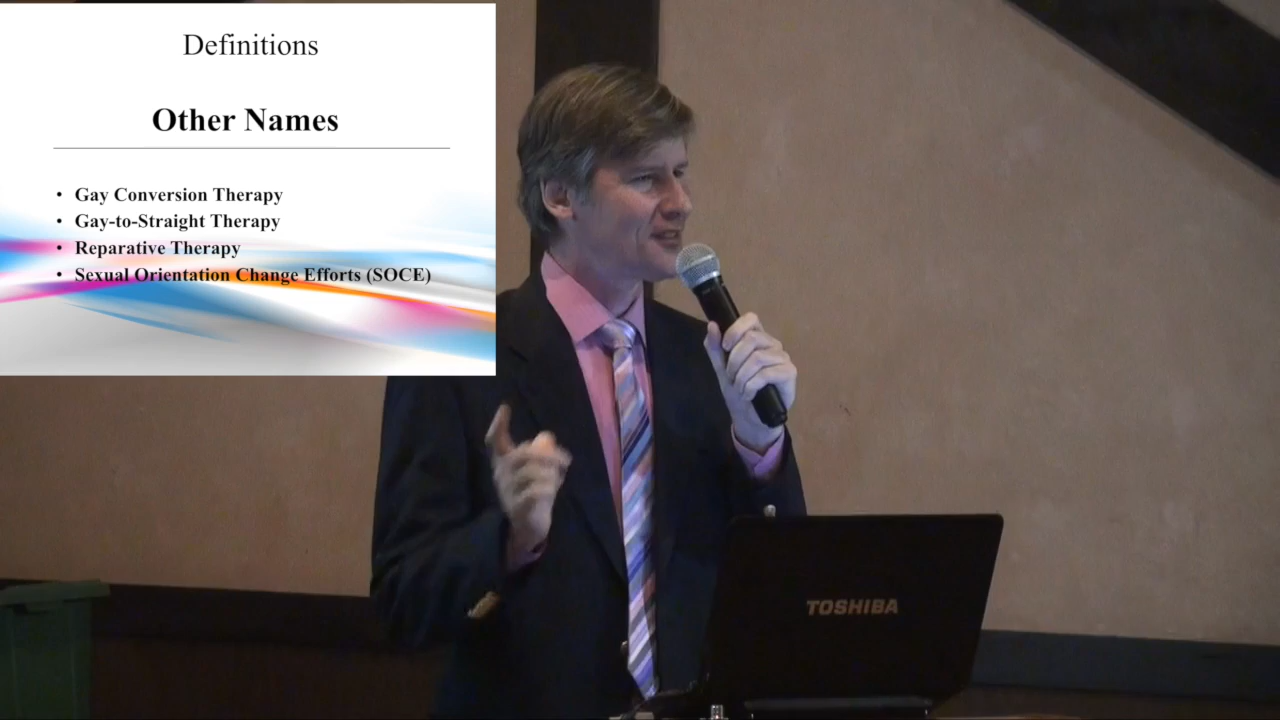 Definitions
Other Names
• Gay Conversion Therapy
• Gay-to-Straight Therapy
• Reparative Therapy
• Sexual Orientation Change Efforts (SOCE)
TOSHIBA